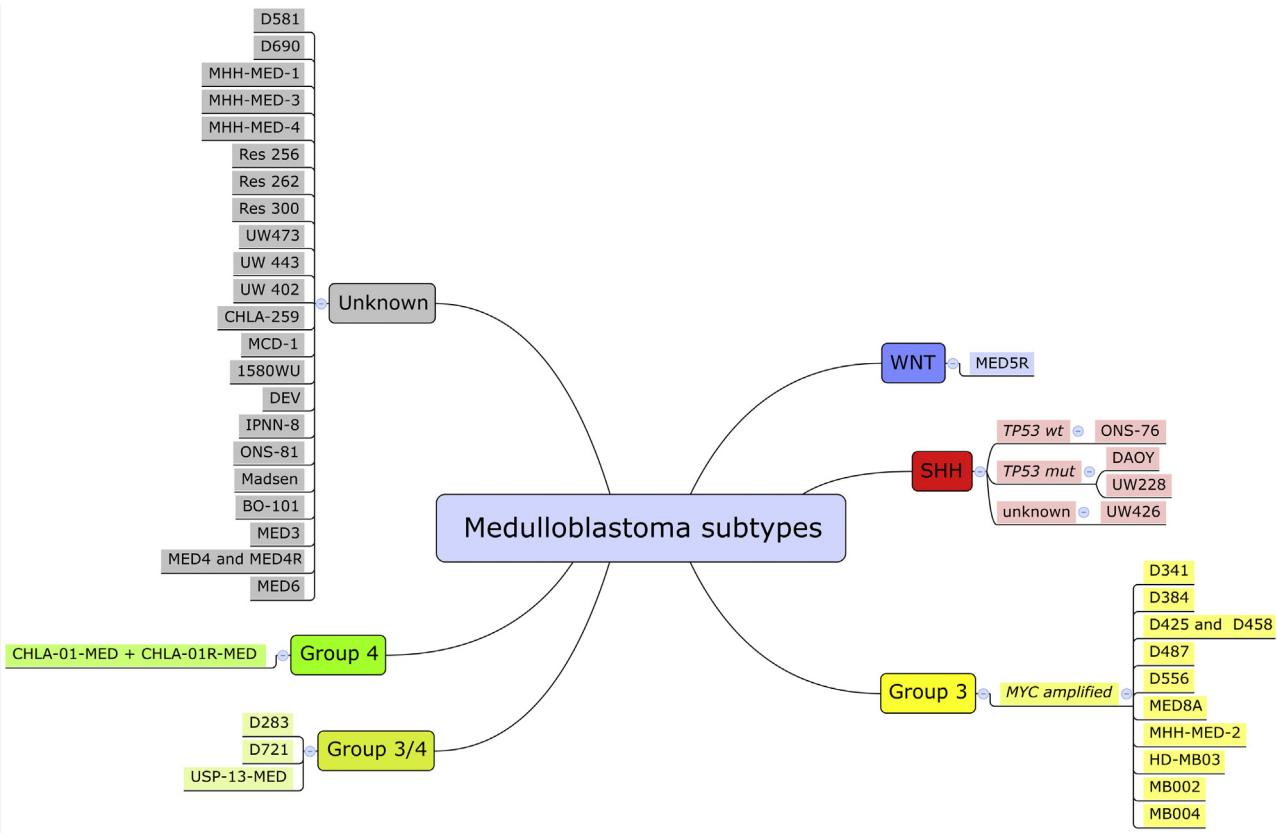 D581
D690
MHH-MED-1
MHH-MED-3
MHH-MED-4
Res 256
Res 262
Res 300
UW473
UW 443
UW 402
CHLA-259
MCD-1
1580WU
DEV
IPNN-8
ONS-81
Madsen
BO-101
MED3
MED4 and MED4R
MED6
Unknown
CHLA-01-MED + CHLA-01R-MED
Group 4
D283
D721
USP-13-MED
Group 3/4
Medulloblastoma subtypes
WNT
MED5R
SHH
TP53 wt
ONS-76
TP53 mut
DAOY
UW228
unknown
UW426
Group 3
MYC amplified
D341
D384
D425 and D458
D487
D556
MED8A
MHH-MED-2
HD-MB03
MB002
MB004